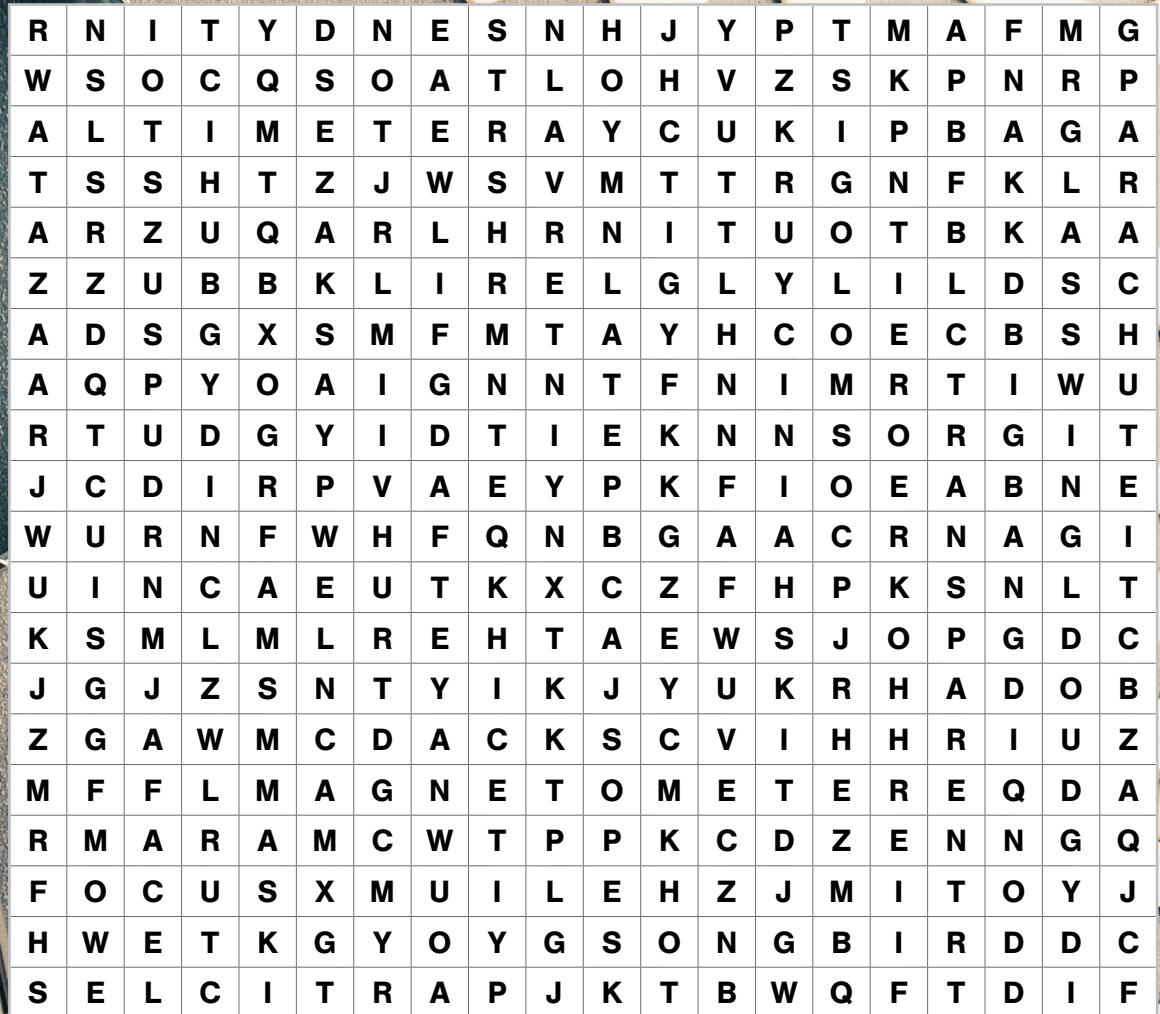 R N I T Y D N E S N H J Y P T M A F M G
W S O C Q S O A T L O H V Z S K P N R P
A L T I M E T E R A Y C U K I P B A G A
T S S H T Z J W S V M T T R G N F K L R
A R Z U Q A R L H R N I T U O T B K A A
Z Z U B B K L I R E L G L Y L I L D S C
A D S G X S M F M T A Y H C O E C B S H
A Q P Y O A I G N N T F N I M R T I W U
R T U D G Y I D T I E K N N S O R G I T
J C D I R P V A E Y P K F I O E A B N E
W U R N F W H F Q N B G A A C R N A G I
U I N C A E U T K X C Z F H P K S N L T
K S M L M L R E H T A E W S J O P G D C
J G J Z S N T Y I K J Y U K R H A D O B
Z G A W M C D A C K S C V I H H R I U Z
M F F L M A G N E T O M E T E R E Q D A
R M A R A M C W T P P K C D Z E N N G Q
F O C U S X M U I L E H Z J M I T O Y J
H W E T K G Y O Y G S O N G B I R D D C
S E L C I T R A P J K T B W Q F T D I F